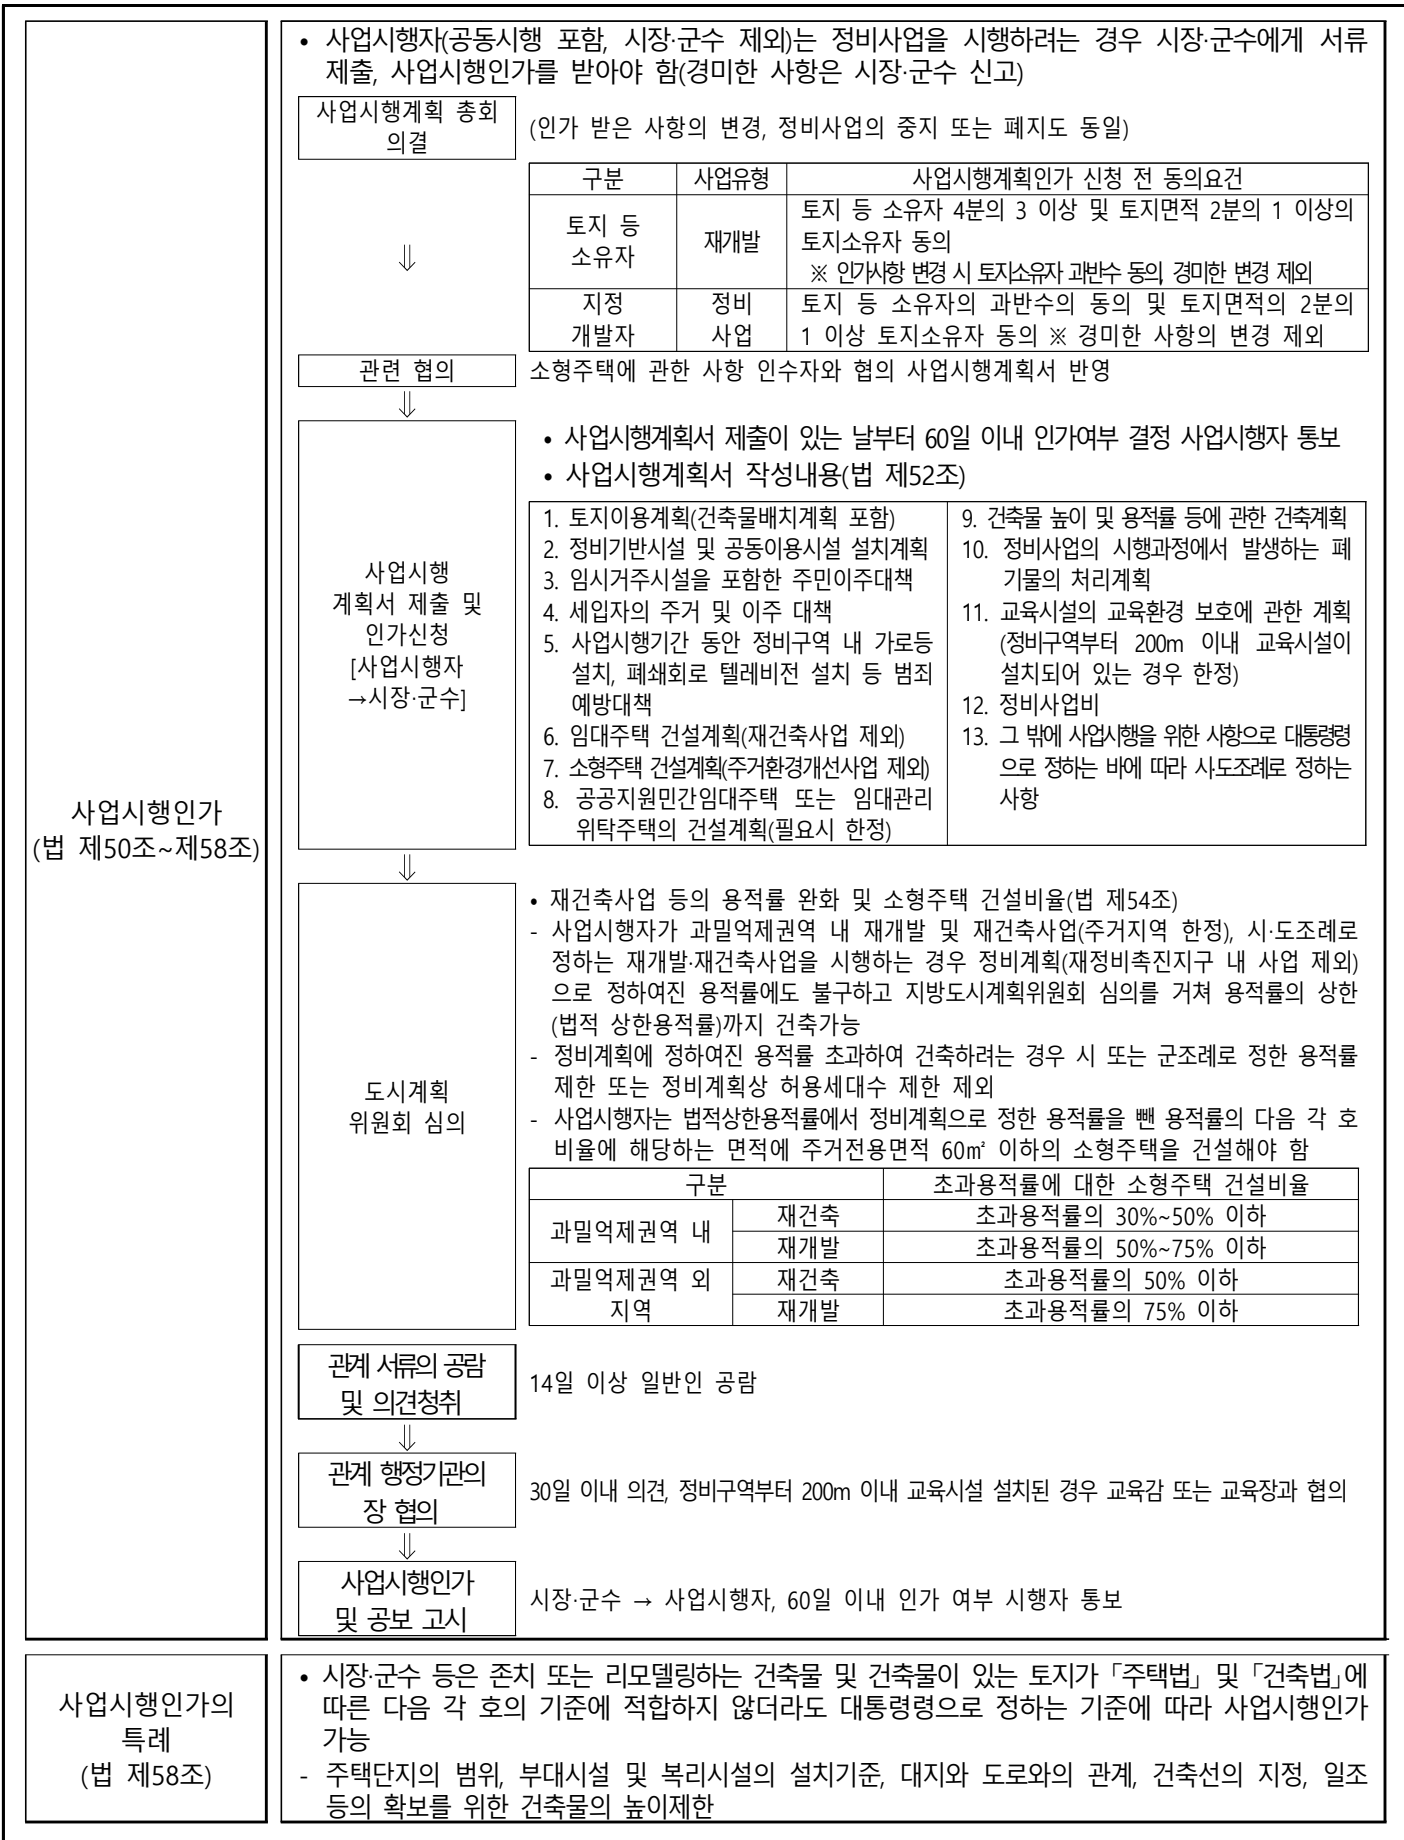 사업시행인가
(법 제50조~제58조)
• 사업시행자(공동시행 포함, 시장·군수 제외)는 정비사업을 시행하려는 경우 시장·군수에게 서류
제출, 사업시행인가를 받아야 함(경미한 사항은 시장·군수 신고)
사업시행계획 총회
의결
(인가 받은 사항의 변경, 정비사업의 중지 또는 폐지도 동일)
구분 사업유형 사업시행계획인가 신청 전 동의요건
토지 등
소유자
재개발
토지 등 소유자 4분의 3 이상 및 토지면적 2분의 1 이상의
토지소유자 동의
※ 인가사항 변경 시 토지소유자 과반수 동의, 경미한 변경 제외
지정
개발자
정비
사업
토지 등 소유자의 과반수의 동의 및 토지면적의 2분의
1 이상 토지소유자 동의 ※ 경미한 사항의 변경 제외
⇓
관련 협의
소형주택에 관한 사항 인수자와 협의 사업시행계획서 반영
⇓
사업시행
계획서 제출 및
인가신청
[사업시행자
→시장·군수]
• 사업시행계획서 제출이 있는 날부터 60일 이내 인가여부 결정 사업시행자 통보
• 사업시행계획서 작성내용(법 제52조)
1. 토지이용계획(건축물배치계획 포함)
2. 정비기반시설 및 공동이용시설 설치계획
3. 임시거주시설을 포함한 주민이주대책
4. 세입자의 주거 및 이주 대책
5. 사업시행기간 동안 정비구역 내 가로등
설치, 폐쇄회로 텔레비전 설치 등 범죄
예방대책
6. 임대주택 건설계획(재건축사업 제외)
7. 소형주택 건설계획(주거환경개선사업 제외)
8. 공공지원민간임대주택 또는 임대관리
위탁주택의 건설계획(필요시 한정)
9. 건축물 높이 및 용적률 등에 관한 건축계획
10. 정비사업의 시행과정에서 발생하는 폐
기물의 처리계획
11. 교육시설의 교육환경 보호에 관한 계획
(정비구역부터 200m 이내 교육시설이
설치되어 있는 경우 한정)
12. 정비사업비
13. 그 밖에 사업시행을 위한 사항으로 대통령령
으로 정하는 바에 따라 시·도조례로 정하는
사항
⇓
도시계획
위원회 심의
• 재건축사업 등의 용적률 완화 및 소형주택 건설비율(법 제54조)
- 사업시행자가 과밀억제권역 내 재개발 및 재건축사업(주거지역 한정), 시·도조례로
정하는 재개발·재건축사업을 시행하는 경우 정비계획(재정비촉진지구 내 사업 제외)
으로 정하여진 용적률에도 불구하고 지방도시계획위원회 심의를 거쳐 용적률의 상한
(법적 상한용적률)까지 건축가능
- 정비계획에 정하여진 용적률 초과하여 건축하려는 경우 시 또는 군조례로 정한 용적률
제한 또는 정비계획상 허용세대수 제한 제외
- 사업시행자는 법적상한용적률에서 정비계획으로 정한 용적률을 뺀 용적률의 다음 각 호
비율에 해당하는 면적에 주거전용면적 60㎡ 이하의 소형주택을 건설해야 함
구분 초과용적률에 대한 소형주택 건설비율
과밀억제권역 내
재건축 초과용적률의 30%~50% 이하
재개발 초과용적률의 50%~75% 이하
과밀억제권역 외
지역
재건축 초과용적률의 50% 이하
재개발 초과용적률의 75% 이하
관계 서류의 공람
및 의견청취
14일 이상 일반인 공람
⇓
관계 행정기관의
장 협의
30일 이내 의견, 정비구역부터 200m 이내 교육시설 설치된 경우 교육감 또는 교육장과 협의
⇓
사업시행인가
및 공보 고시
시장·군수 → 사업시행자, 60일 이내 인가 여부 시행자 통보
사업시행인가의
특례
(법 제58조)
• 시장·군수 등은 존치 또는 리모델링하는 건축물 및 건축물이 있는 토지가 「주택법」 및 「건축법」에
따른 다음 각 호의 기준에 적합하지 않더라도 대통령령으로 정하는 기준에 따라 사업시행인가
가능
- 주택단지의 범위, 부대시설 및 복리시설의 설치기준, 대지와 도로와의 관계, 건축선의 지정, 일조
등의 확보를 위한 건축물의 높이제한